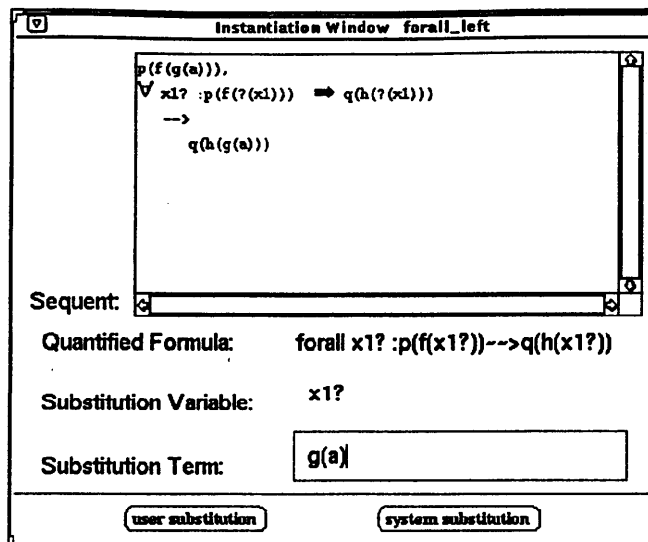 Instantiation Window forall_left
p(f(g(a))),
∀ x1? :p(f(?(x1))) ⇒ q(h(?(x1)))
-->
q(h(g(a)))
Sequent:
Quantified Formula: forall x1? :p(f(x1?))~~>q(h(x1?))
Substitution Variable: x1?
Substitution Term: g(a)
user substitution system substitution